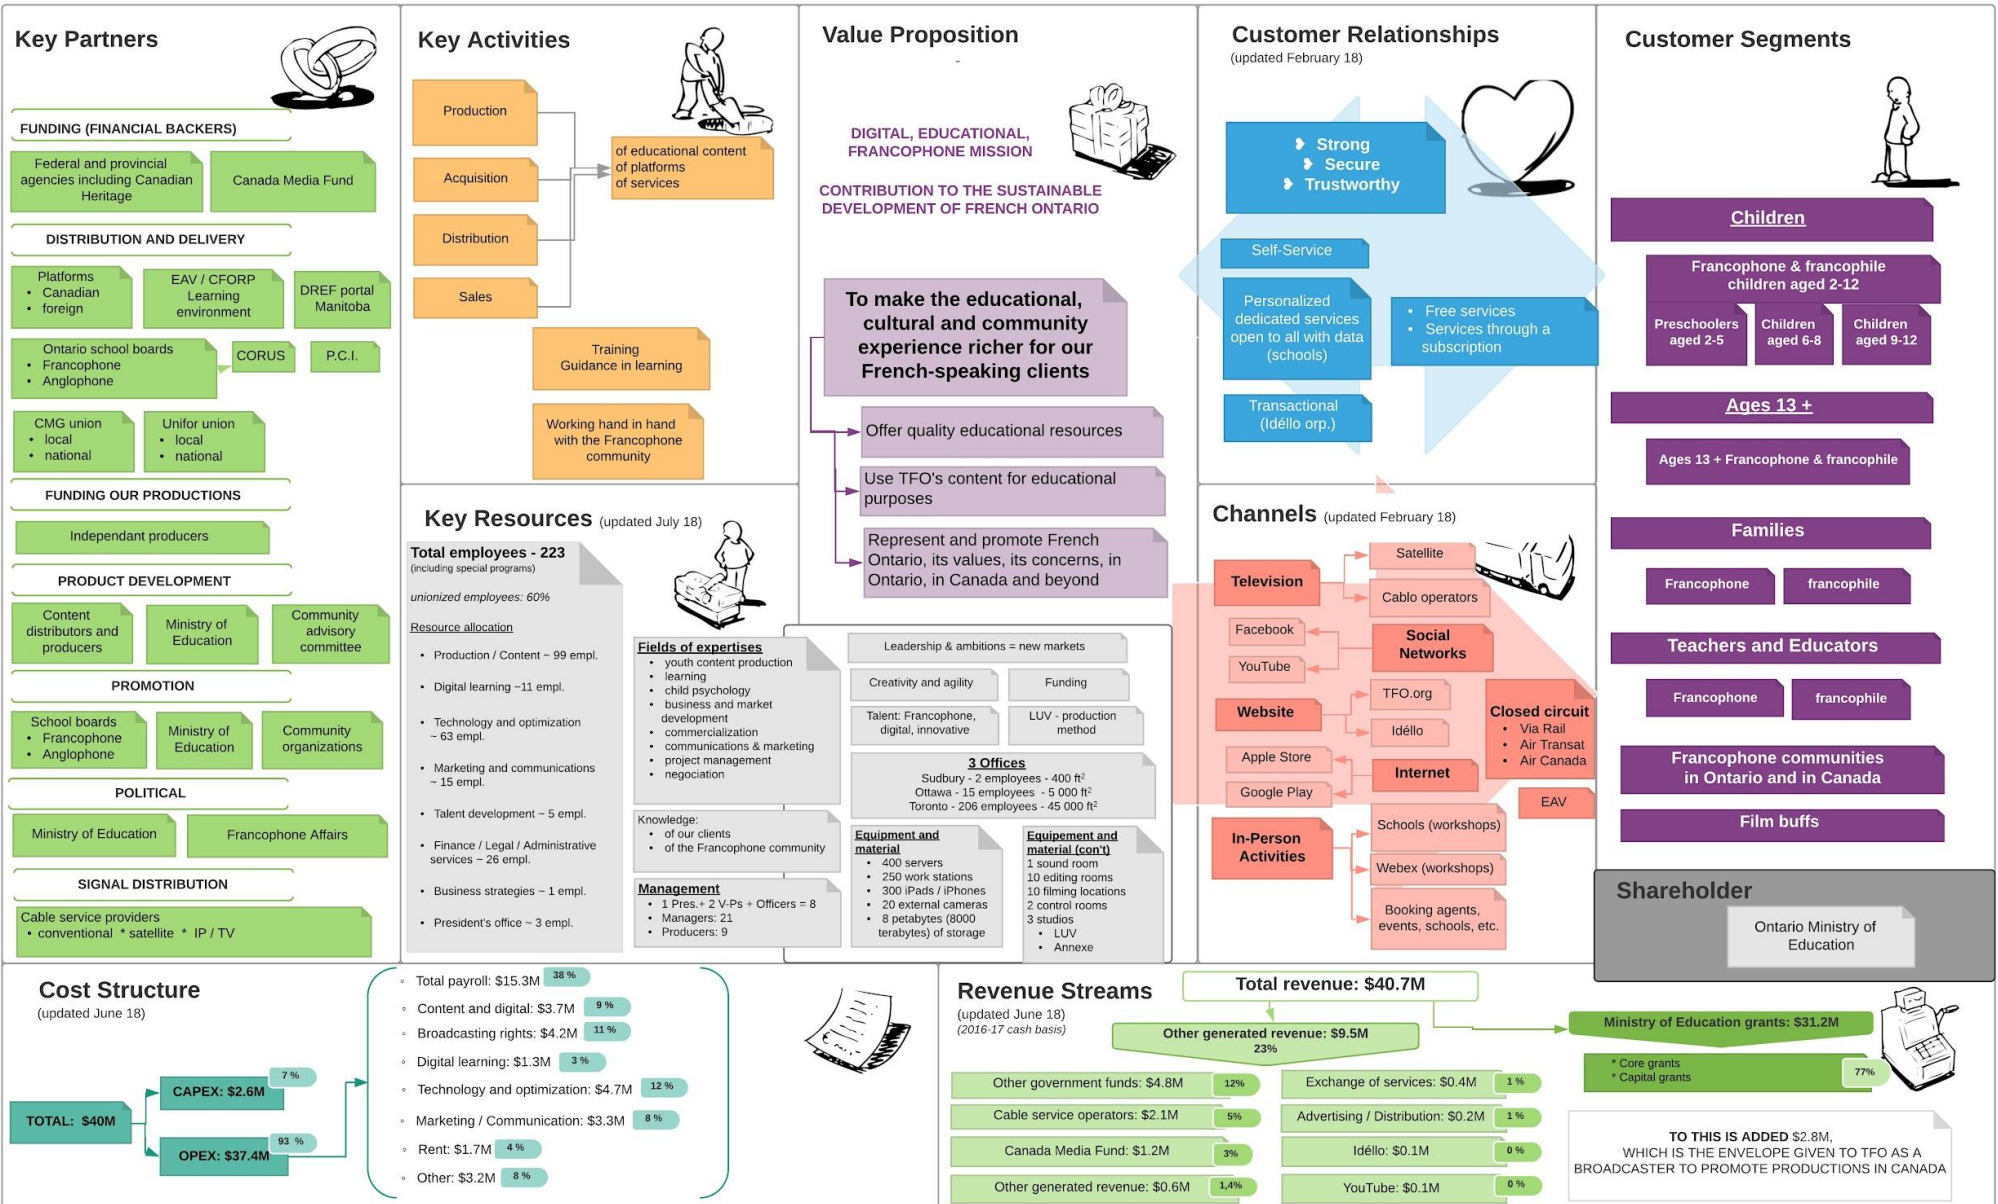 Key Partners
FUNDING (FINANCIAL BACKERS)
Federal and provincial
agencies including Canadian
Heritage
Canada Media Fund
DISTRIBUTION AND DELIVERY
Platforms
• Canadian
• foreign
EAV / CFORP
Learning
environment
DREF portal
Manitoba
Ontario school boards
• Francophone
• Anglophone
CORUS
P.C.I.
CMG union
• local
• national
Unifor union
• local
• national
FUNDING OUR PRODUCTIONS
Independant producers
PRODUCT DEVELOPMENT
Content
distributors and
producers
Ministry of
Education
Community
advisory
committee
PROMOTION
School boards
• Francophone
• Anglophone
Ministry of
Education
Community
organizations
POLITICAL
Ministry of Education
Francophone Affairs
SIGNAL DISTRIBUTION
Cable service providers
• conventional * satellite * IP / TV
Key Activities
Production
Acquisition
Distribution
Sales
of educational content
of platforms
of services
Training
Guidance in learning
Working hand in hand
with the Francophone
community
Key Resources (updated July 18)
Total employees - 223
(including special programs)
unionized employees: 60%
Resource allocation
• Production / Content ~ 99 empl.
• Digital learning ~11 empl.
• Technology and optimization
~ 63 empl.
• Marketing and communications
~ 15 empl.
• Talent development ~ 5 empl.
• Finance / Legal / Administrative
services ~ 26 empl.
• Business strategies ~ 1 empl.
• President's office ~ 3 empl.
Fields of expertises
• youth content production
• learning
• child psychology
• business and market
development
• commercialization
• communications & marketing
• project management
• negociation
Knowledge:
• of our clients
• of the Francophone community
Management
• 1 Pres.+ 2 V-Ps + Officers = 8
• Managers: 21
• Producers: 9
Leadership & ambitions = new markets
Creativity and agility
Funding
Talent: Francophone,
digital, innovative
LUV - production
method
3 Offices
Sudbury - 2 employees - 400 ft²
Ottawa - 15 employees - 5 000 ft²
Toronto - 206 employees - 45 000 ft²
Equipment and
material
• 400 servers
• 250 work stations
• 300 iPads / iPhones
• 20 external cameras
• 8 petabytes (8000
terabytes) of storage
Equipement and
material (con't)
1 sound room
10 editing rooms
10 filming locations
2 control rooms
3 studios
• LUV
• Annexe
Value Proposition
-
DIGITAL, EDUCATIONAL,
FRANCOPHONE MISSION
CONTRIBUTION TO THE SUSTAINABLE
DEVELOPMENT OF FRENCH ONTARIO
To make the educational,
cultural and community
experience richer for our
French-speaking clients
Offer quality educational resources
Use TFO's content for educational
purposes
Represent and promote French
Ontario, its values, its concerns, in
Ontario, in Canada and beyond
Customer Relationships
(updated February 18)
❥ Strong
❥ Secure
❥ Trustworthy
Self-Service
Personalized
dedicated services
open to all with data
(schools)
• Free services
• Services through a
subscription
Transactional
(Idéllo orp.)
Channels (updated February 18)
Television
Satellite
Cablo operators
Facebook
YouTube
Social
Networks
Website
TFO.org
Idéllo
Closed circuit
• Via Rail
• Air Transat
• Air Canada
Apple Store
Google Play
Internet
EAV
In-Person
Activities
Schools (workshops)
Webex (workshops)
Booking agents,
events, schools, etc.
Customer Segments
Children
Francophone & francophile
children aged 2-12
Preschoolers
aged 2-5
Children
aged 6-8
Children
aged 9-12
Ages 13 +
Ages 13 + Francophone & francophile
Families
Francophone
francophile
Teachers and Educators
Francophone
francophile
Francophone communities
in Ontario and in Canada
Film buffs
Shareholder
Ontario Ministry of
Education
Cost Structure
(updated June 18)
TOTAL: $40M
CAPEX: $2.6M
7 %
OPEX: $37.4M
93 %
◦ Total payroll: $15.3M 38 %
◦ Content and digital: $3.7M 9 %
◦ Broadcasting rights: $4.2M 11 %
◦ Digital learning: $1.3M 3 %
◦ Technology and optimization: $4.7M 12 %
◦ Marketing / Communication: $3.3M 8 %
◦ Rent: $1.7M 4 %
◦ Other: $3.2M 8 %
Revenue Streams
(updated June 18)
(2016-17 cash basis)
Total revenue: $40.7M
Other generated revenue: $9.5M
23%
Other government funds: $4.8M 12%
Cable service operators: $2.1M 5%
Canada Media Fund: $1.2M 3%
Other generated revenue: $0.6M 1,4%
Exchange of services: $0.4M 1 %
Advertising / Distribution: $0.2M 1 %
Idéllo: $0.1M 0 %
YouTube: $0.1M 0 %
Ministry of Education grants: $31.2M
* Core grants
* Capital grants
77%
TO THIS IS ADDED $2.8M,
WHICH IS THE ENVELOPE GIVEN TO TFO AS A
BROADCASTER TO PROMOTE PRODUCTIONS IN CANADA